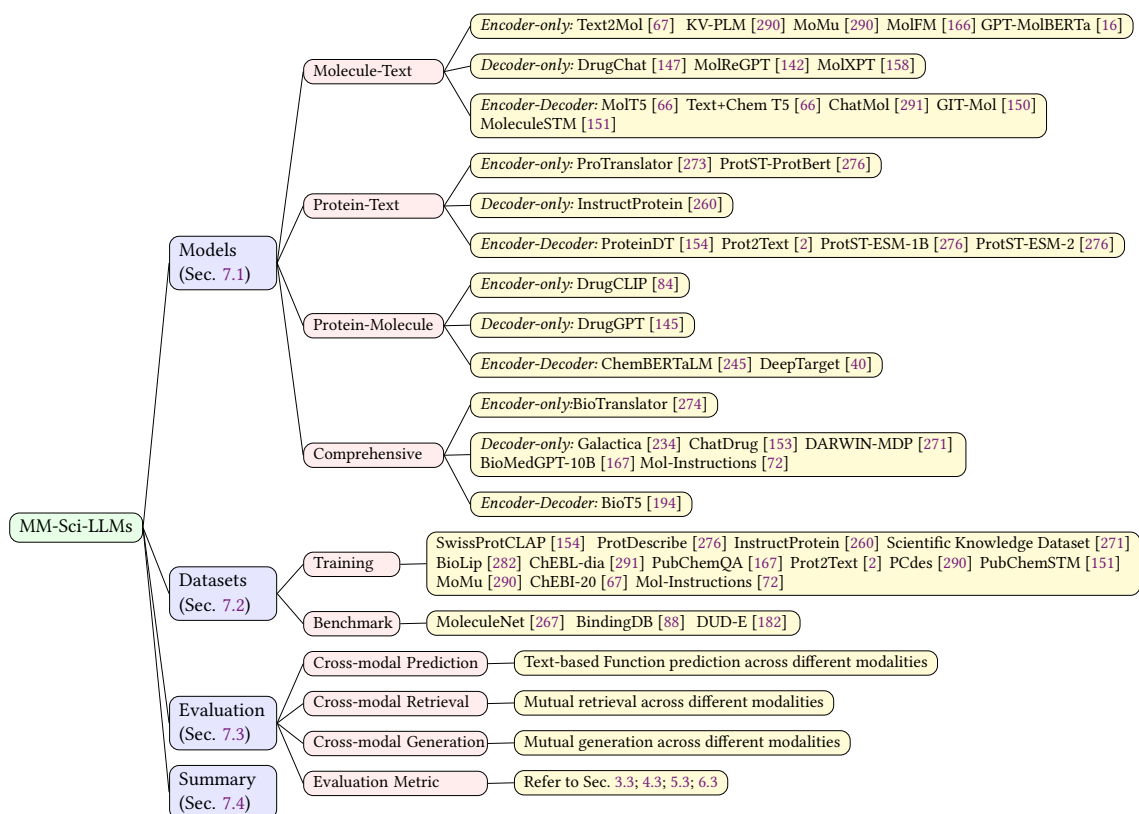 Encoder-only: Text2Mol [67] KV-PLM [290] MoMu [290] MolFM [166] GPT-MolBERTa [16]
Molecule-Text
Decoder-only: DrugChat [147] MolReGPT [142] MolXPT [158]
Encoder-Decoder: MolT5 [66] Text+Chem T5 [66] ChatMol [291] GIT-Mol [150]
MoleculeSTM [151]
Encoder-only: ProTranslator [273] ProtST-ProtBert [276]
Protein-Text
Decoder-only: InstructProtein [260]
Encoder-Decoder: ProteinDT [154] Prot2Text [2] ProtST-ESM-1B [276] ProtST-ESM-2 [276]
Models
(Sec. 7.1)
Encoder-only: DrugCLIP [84]
Protein-Molecule
Decoder-only: DrugGPT [145]
Encoder-Decoder: ChemBERTaLM [245] DeepTarget [40]
Encoder-only:BioTranslator [274]
Comprehensive
Decoder-only: Galactica [234] ChatDrug [153] DARWIN-MDP [271]
BioMedGPT-10B [167] Mol-Instructions [72]
Encoder-Decoder: BioT5 [194]
MM-Sci-LLMs
Datasets
(Sec. 7.2)
Training
SwissProtCLAP [154] ProtDescribe [276] InstructProtein [260] Scientific Knowledge Dataset [271]
BioLip [282] ChEBL-dia [291] PubChemQA [167] Prot2Text [2] PCdes [290] PubChemSTM [151]
MoMu [290] ChEBI-20 [67] Mol-Instructions [72]
Benchmark
MoleculeNet [267] BindingDB [88] DUD-E [182]
Evaluation
(Sec. 7.3)
Cross-modal Prediction
Text-based Function prediction across different modalities
Cross-modal Retrieval
Mutual retrieval across different modalities
Cross-modal Generation
Mutual generation across different modalities
Evaluation Metric
Refer to Sec. 3.3; 4.3; 5.3; 6.3
Summary
(Sec. 7.4)